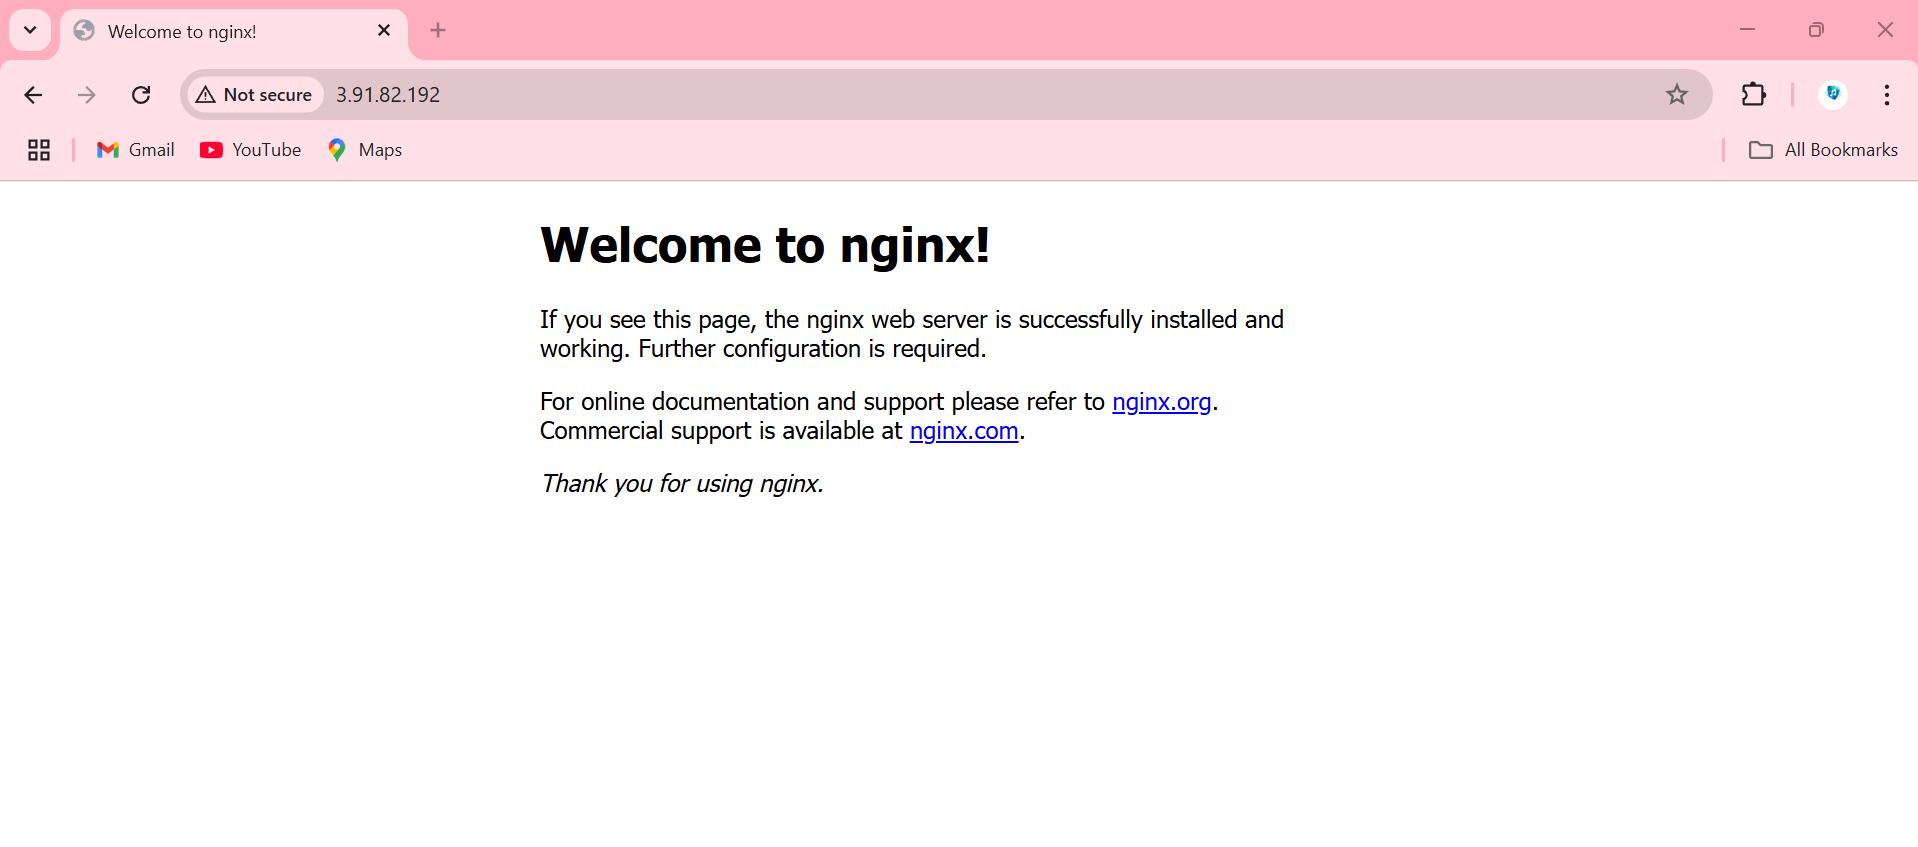 Welcome to nginx!
Not secure 3.91.82.192
Gmail YouTube Maps All Bookmarks
Welcome to nginx!
If you see this page, the nginx web server is successfully installed and
working. Further configuration is required.
For online documentation and support please refer to nginx.org.
Commercial support is available at nginx.com.
Thank you for using nginx.